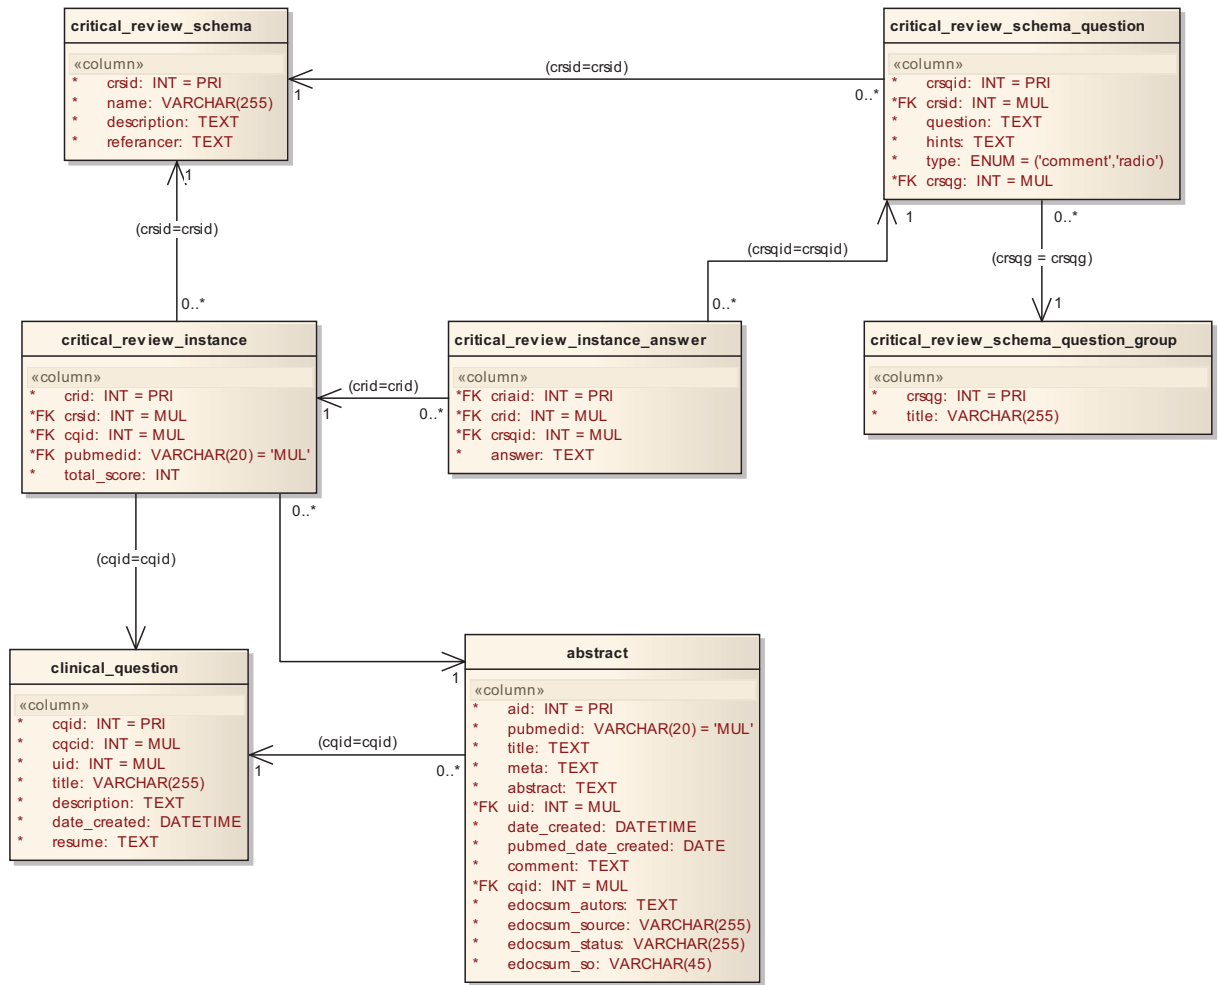 critical_review_schema
«column»
* crsid: INT = PRI
* name: VARCHAR(255)
* description: TEXT
* referancer: TEXT
critical_review_schema_question
«column»
* crsqid: INT = PRI
*FK crsid: INT = MUL
* question: TEXT
* hints: TEXT
* type: ENUM = ('comment','radio')
*FK crsqg: INT = MUL
(crsid=crsid)
1
0..*
1
(crsid=crsid)
0..*
1
(crsqid=crsqid)
0..*
0..*
(crsqg = crsqg)
1
critical_review_instance
«column»
* crid: INT = PRI
*FK crsid: INT = MUL
*FK cqid: INT = MUL
*FK pubmedid: VARCHAR(20) = 'MUL'
* total_score: INT
(crid=crid)
1
0..*
critical_review_instance_answer
«column»
*FK criaid: INT = PRI
*FK crid: INT = MUL
*FK crsqid: INT = MUL
* answer: TEXT
critical_review_schema_question_group
«column»
* crsqg: INT = PRI
* title: VARCHAR(255)
0..*
(cqid=cqid)
1
clinical_question
«column»
* cqid: INT = PRI
* cqcid: INT = MUL
* uid: INT = MUL
* title: VARCHAR(255)
* description: TEXT
* date_created: DATETIME
* resume: TEXT
(cqid=cqid)
1
0..*
abstract
«column»
* aid: INT = PRI
* pubmedid: VARCHAR(20) = 'MUL'
* title: TEXT
* meta: TEXT
* abstract: TEXT
*FK uid: INT = MUL
* date_created: DATETIME
* pubmed_date_created: DATE
* comment: TEXT
*FK cqid: INT = MUL
* edocsum_autors: TEXT
* edocsum_source: VARCHAR(255)
* edocsum_status: VARCHAR(255)
* edocsum_so: VARCHAR(45)